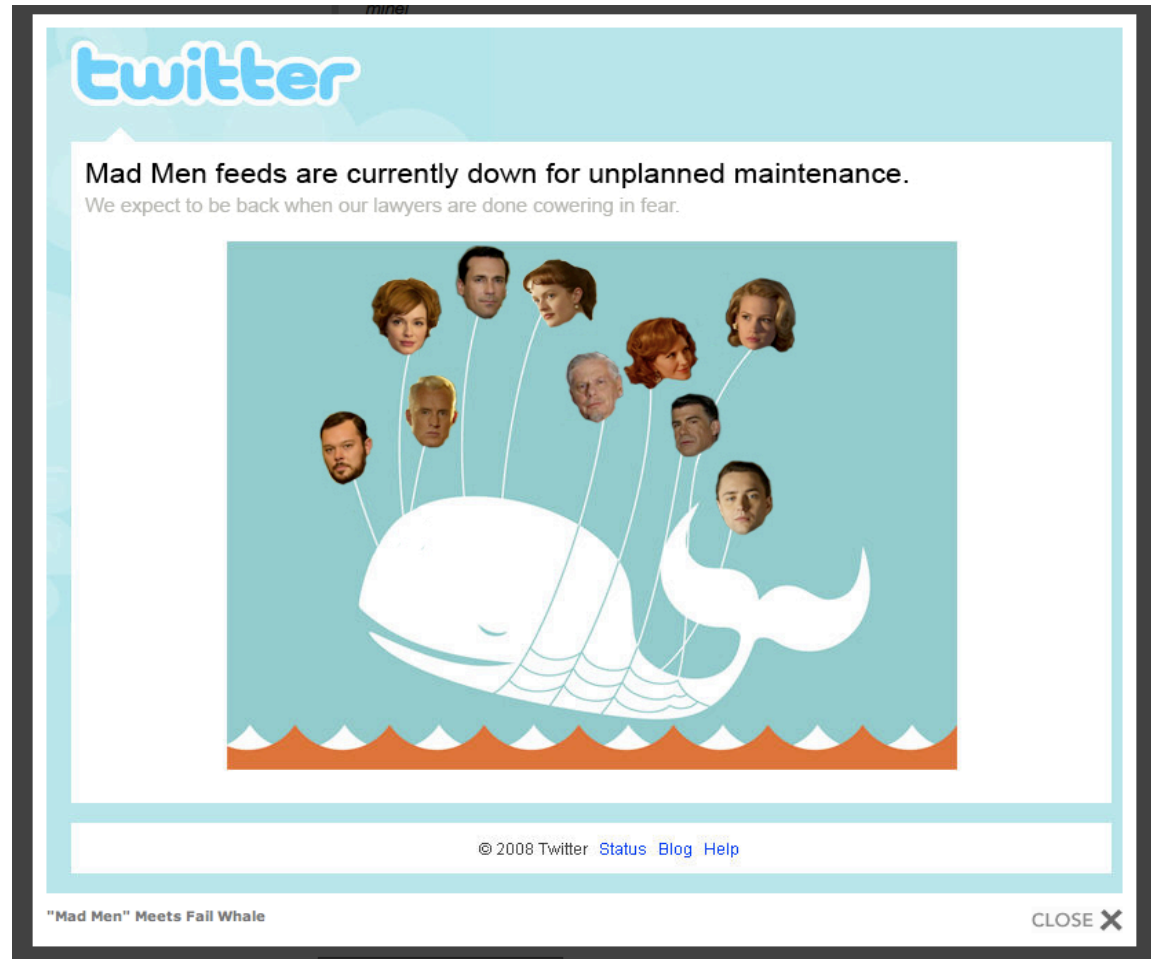 mine!
twitter
Mad Men feeds are currently down for unplanned maintenance.
We expect to be back when our lawyers are done cowering in fear.
© 2008 Twitter Status Blog Help
"Mad Men" Meets Fail Whale
CLOSE X